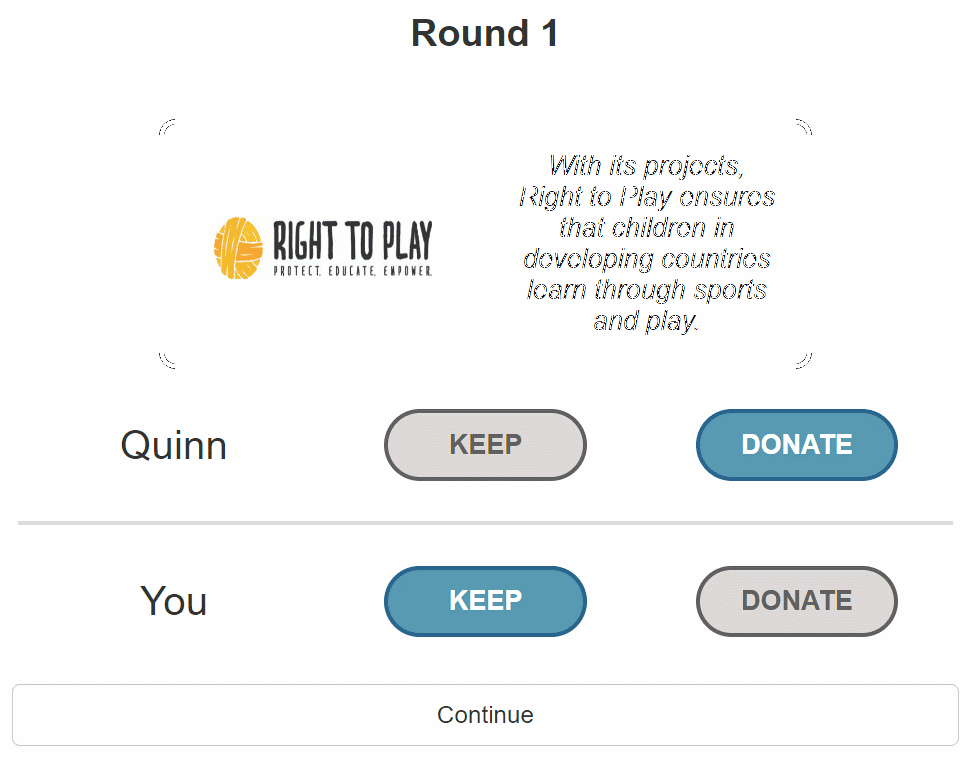 Round 1
RIGHT TO PLAY
PROTECT. EDUCATE. EMPOWER.
With its projects,
Right to Play ensures
that children in
developing countries
learn through sports
and play.
Quinn KEEP DONATE
You KEEP DONATE
Continue